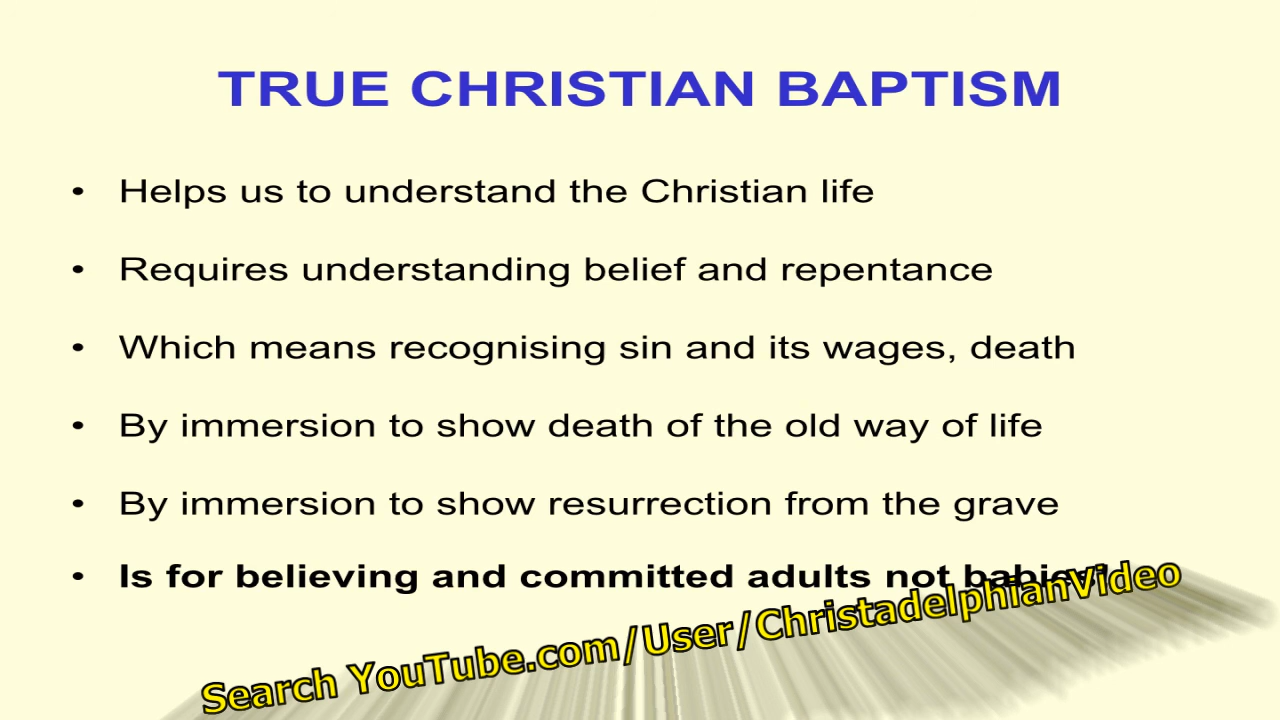 TRUE CHRISTIAN BAPTISM
• Helps us to understand the Christian life
• Requires understanding belief and repentance
• Which means recognising sin and its wages, death
• By immersion to show death of the old way of life
• By immersion to show resurrection from the grave
• Is for believing and committed adults not babies
Search YouTube.com/User/ChristadelphianVideo